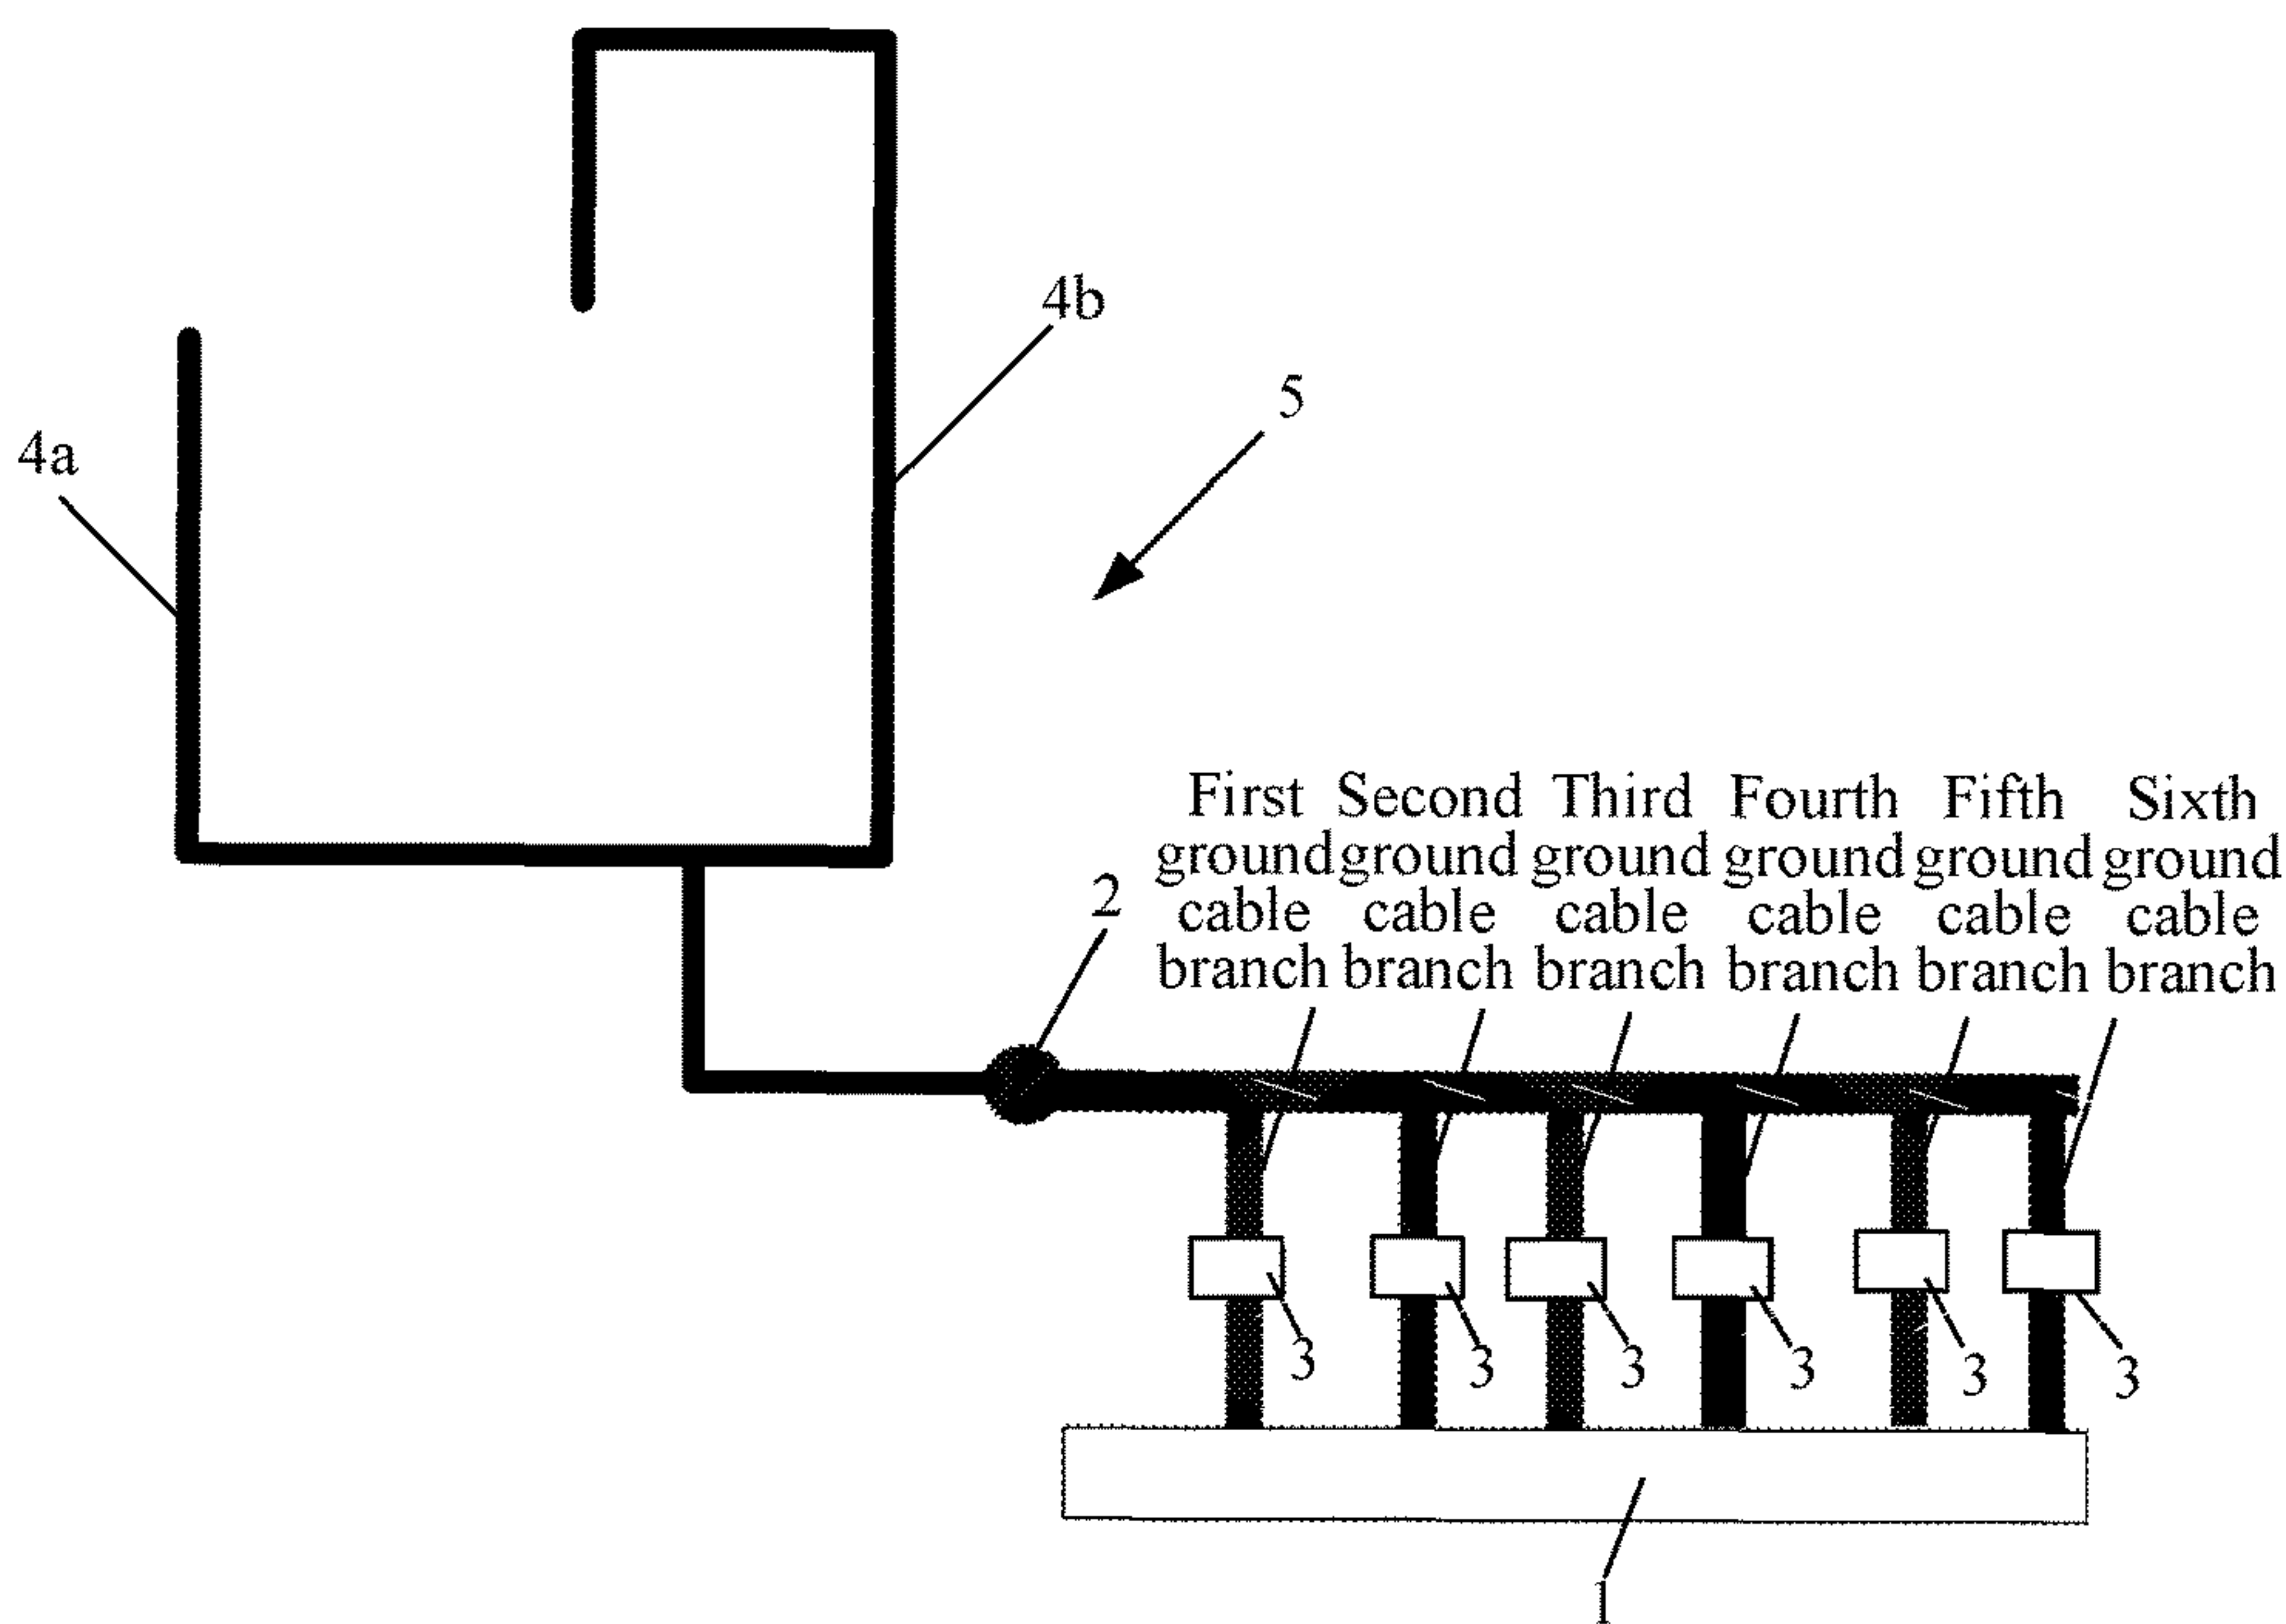 4b
5
4a
First Second Third Fourth Fifth Sixth
ground ground ground ground ground ground
cable cable cable cable cable cable
branch branch branch branch branch branch
2
3 3 3 3 3 3
1